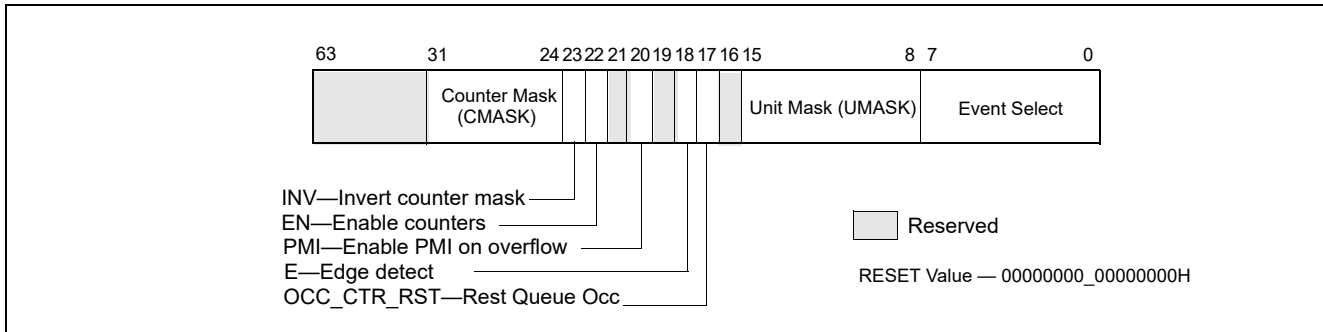 63 31 24 23 22 21 20 19 18 17 16 15 8 7 0
Counter Mask
(CMASK)
Unit Mask (UMASK)
Event Select
INV—Invert counter mask
EN—Enable counters
PMI—Enable PMI on overflow
E—Edge detect
OCC_CTR_RST—Rest Queue Occ
Reserved
RESET Value — 00000000_00000000H